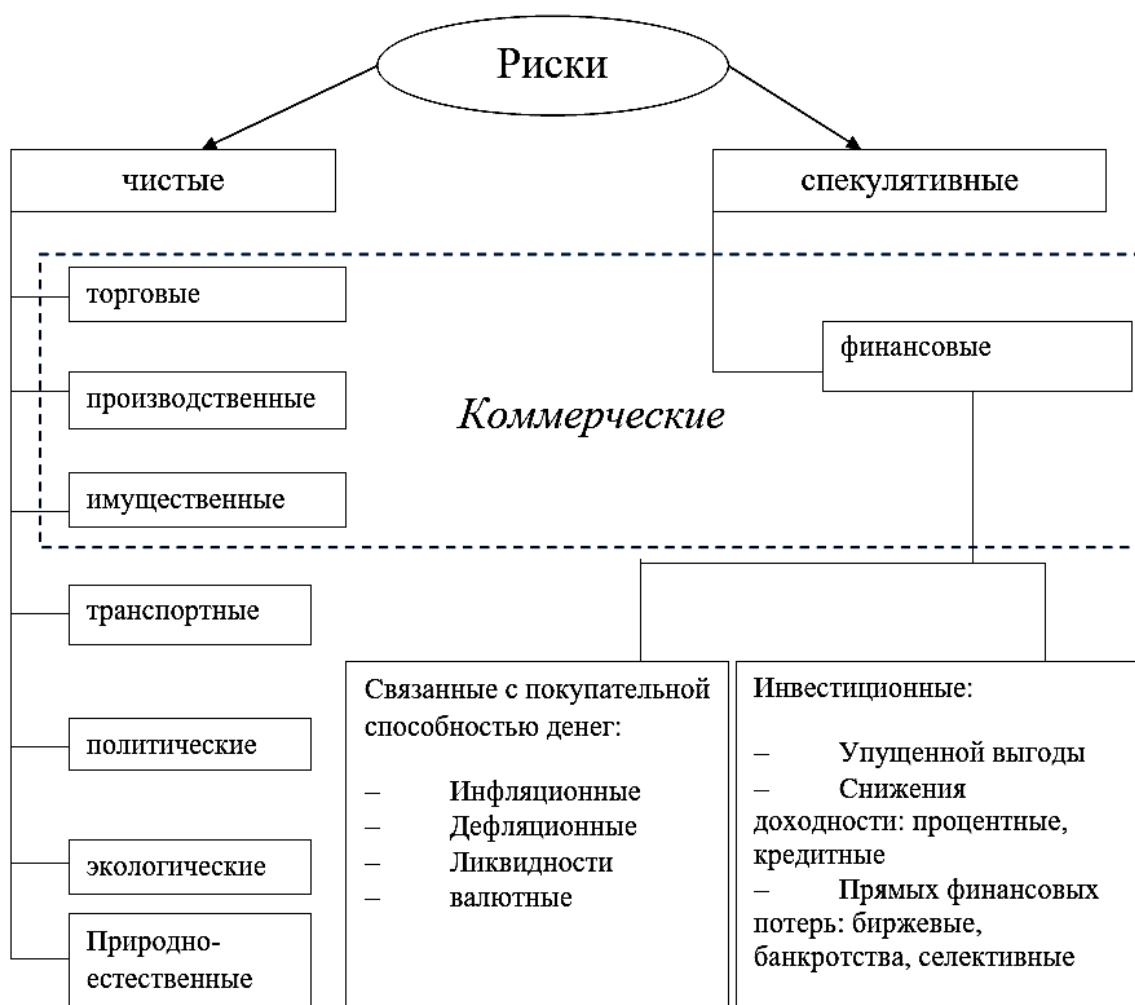 Риски
чистые
спекулятивные
торговые
финансовые
производственные
Коммерческие
имущественные
транспортные
политические
экологические
Природно-
естественные
Связанные с покупательной
способностью денег:
– Инфляционные
– Дефляционные
– Ликвидности
– валютные
Инвестиционные:
– Упущенной выгоды
– Снижения
доходности: процентные,
кредитные
– Прямых финансовых
потерь: биржевые,
банкротства, селективные